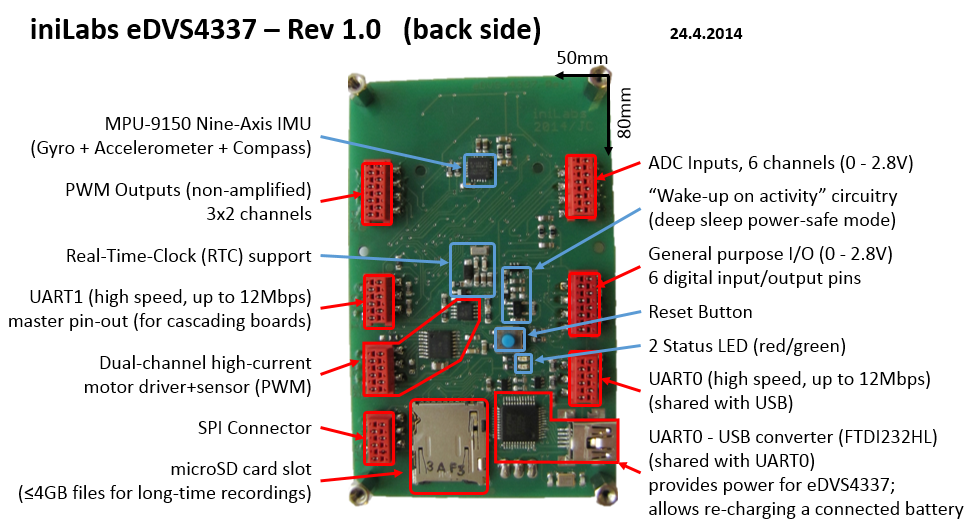 iniLabs eDVS4337 – Rev 1.0 (back side)
24.4.2014
50mm
80mm
iniLabs
2014/JC
MPU-9150 Nine-Axis IMU
(Gyro + Accelerometer + Compass)
PWM Outputs (non-amplified)
3x2 channels
Real-Time-Clock (RTC) support
UART1 (high speed, up to 12Mbps)
master pin-out (for cascading boards)
Dual-channel high-current
motor driver+sensor (PWM)
SPI Connector
microSD card slot
(≤4GB files for long-time recordings)
ADC Inputs, 6 channels (0 - 2.8V)
“Wake-up on activity” circuitry
(deep sleep power-safe mode)
General purpose I/O (0 - 2.8V)
6 digital input/output pins
Reset Button
2 Status LED (red/green)
UART0 (high speed, up to 12Mbps)
(shared with USB)
UART0 - USB converter (FTDI232HL)
(shared with UART0)
provides power for eDVS4337;
allows re-charging a connected battery
3 A F 3